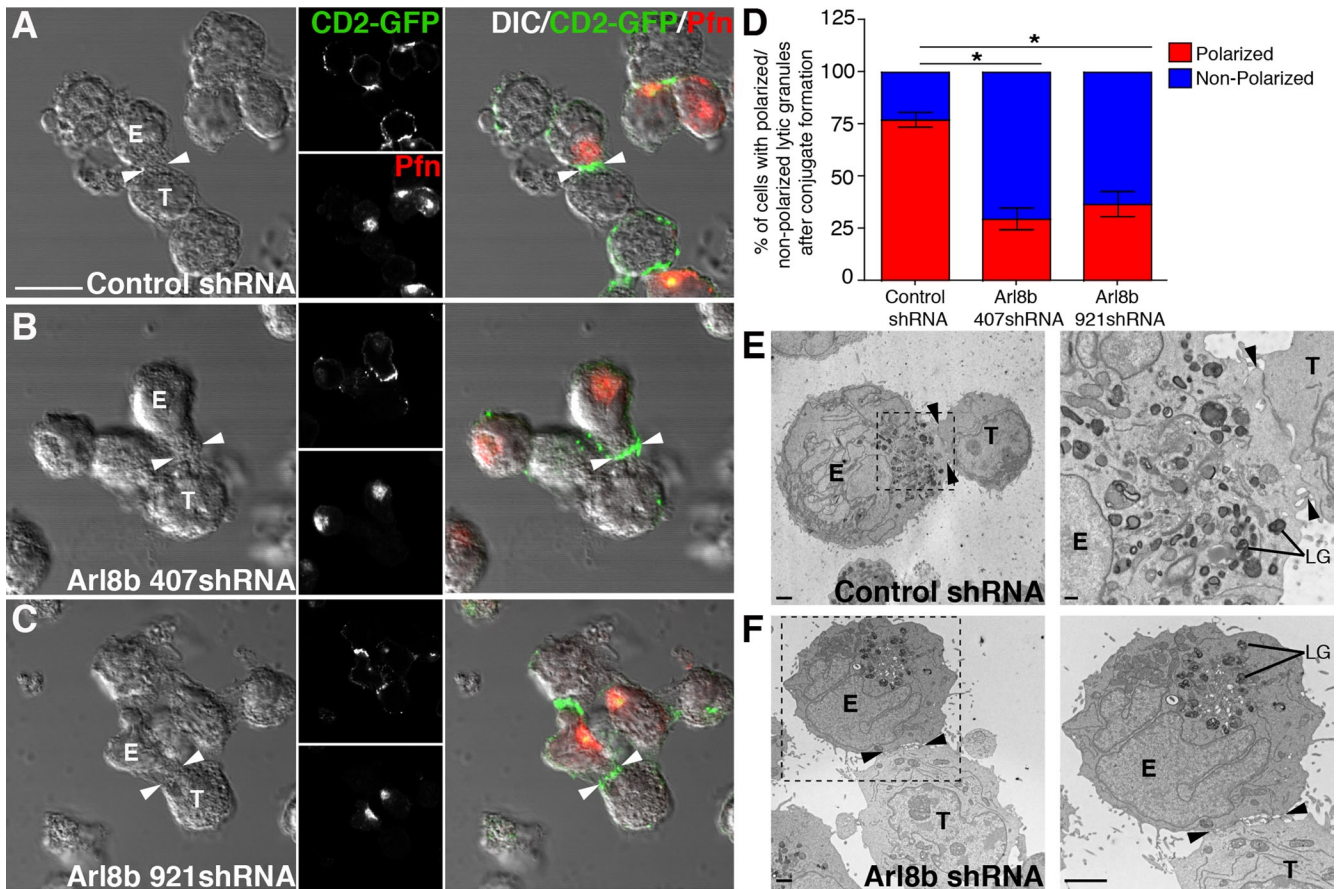 A
CD2-GFP
DIC/CD2-GFP/Pfn
E
T
Pfn
Control shRNA
B
E
T
Arl8b 407shRNA
C
E
T
Arl8b 921shRNA
D
% of cells with polarized/
non-polarized lytic granules
after conjugate formation
125
100
75
50
25
0
*
*
Polarized
Non-Polarized
Control
shRNA
Arl8b
407shRNA
Arl8b
921shRNA
E
E
T
Control shRNA
T
E
LG
F
E
T
Arl8b shRNA
LG
E
T